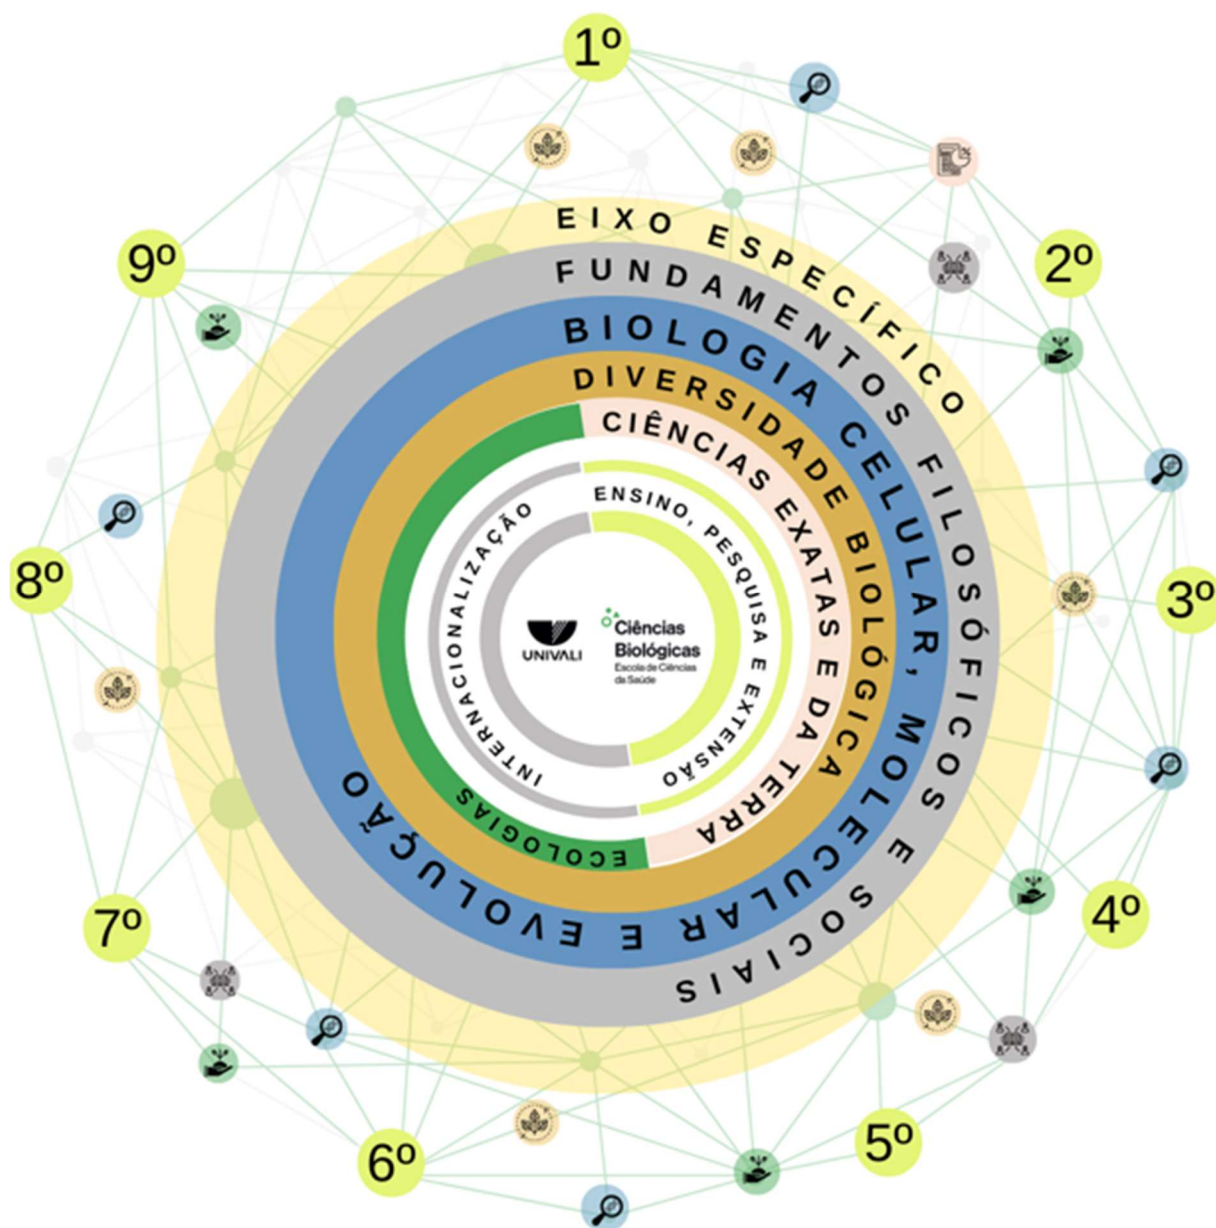 1º
2º
3º
4º
5º
6º
7º
8º
9º
EIXO ESPECÍFICO
FUNDAMENTOS FILOSÓFICOS E SOCIAIS
BIOLOGIA CELULAR, MOLECULAR E EVOLUÇÃO
DIVERSIDADE BIOLÓGICA
CIÊNCIAS EXATAS E DA TERRA
ECOLOGIAS
ENSINO, PESQUISA E EXTENSÃO
INTERNACIONALIZAÇÃO
UNIVALI
Ciências
Biológicas
Escola de Ciências
da Saúde